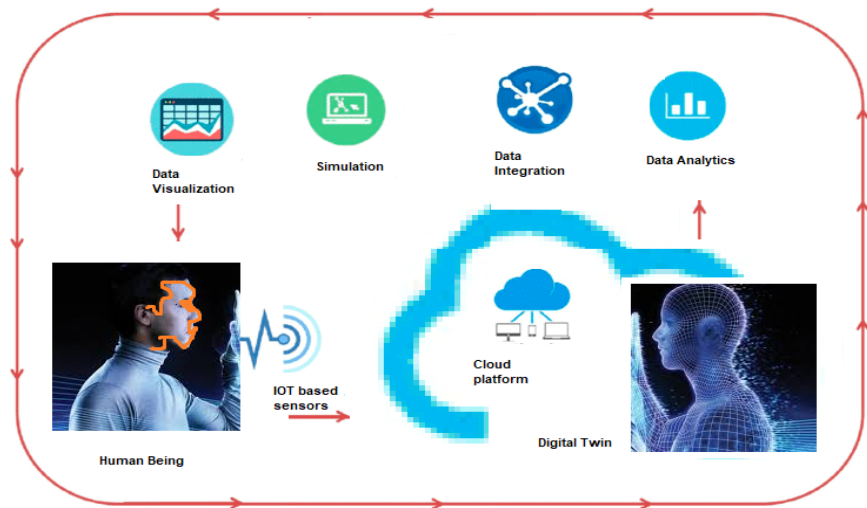 Data
Visualization
Simulation
Data
Integration
Data Analytics
IOT based
sensors
Cloud
platform
Human Being
Digital Twin